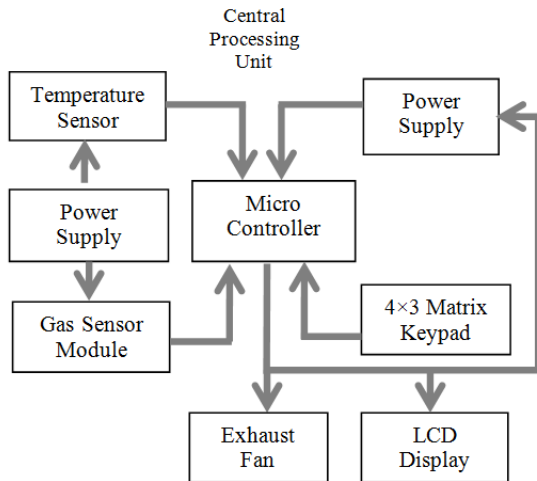 Central
Processing
Unit
Temperature
Sensor
Power
Supply
Power
Supply
Micro
Controller
Gas Sensor
Module
4×3 Matrix
Keypad
Exhaust
Fan
LCD
Display